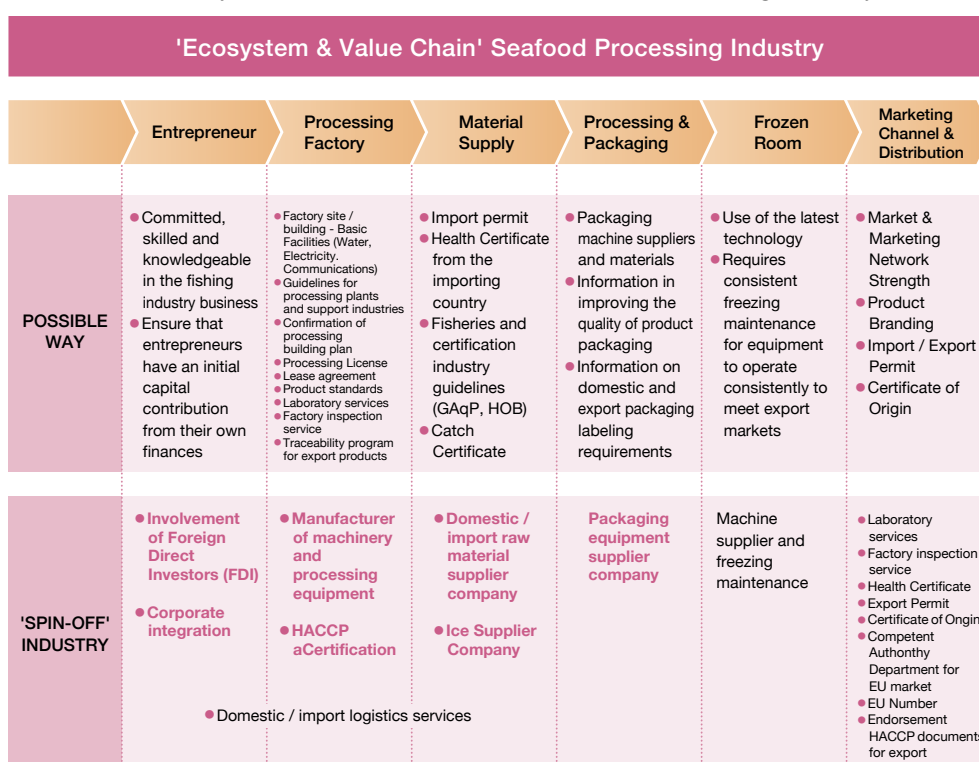 'Ecosystem & Value Chain' Seafood Processing Industry
Entrepreneur
Processing
Factory
Material
Supply
Processing &
Packaging
Frozen
Room
Marketing
Channel &
Distribution
POSSIBLE
WAY
• Committed,
skilled and
knowledgeable
in the fishing
industry business
• Ensure that
entrepreneurs
have an initial
capital
contribution
from their own
finances
• Factory site /
building - Basic
Facilities (Water,
Electricity.
Communications)
• Guidelines for
processing plants
and support industries
• Confirmation of
processing
building plan
• Processing License
• Lease agreement
• Product standards
• Laboratory services
• Factory inspection
service
• Traceability program
for export products
• Import permit
• Health Certificate
from the
importing
country
• Fisheries and
certification
industry
guidelines
(GAqP, HOB)
• Catch
Certificate
• Packaging
machine suppliers
and materials
• Information in
improving the
quality of product
packaging
• Information on
domestic and
export packaging
labeling
requirements
• Use of the latest
technology
• Requires
consistent
freezing
maintenance
for equipment
to operate
consistently to
meet export
markets
• Market &
Marketing
Network
Strength
• Product
Branding
• Import / Export
Permit
• Certificate of
Origin
'SPIN-OFF'
INDUSTRY
• Involvement
of Foreign
Direct
Investors (FDI)
• Corporate
integration
• Manufacturer
of machinery
and
processing
equipment
• HACCP
aCertification
• Domestic /
import raw
material
supplier
company
• Ice Supplier
Company
Packaging
equipment
supplier
company
Machine
supplier and
freezing
maintenance
• Laboratory
services
• Factory inspection
service
• Health Certificate
• Export Permit
• Certificate of Origin
• Competent
Authonthy
Department for
EU market
• EU Number
• Endorsement
HACCP documents
for export
• Domestic / import logistics services